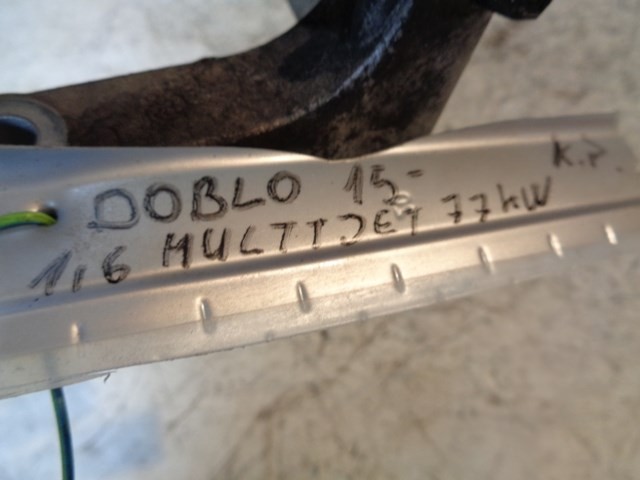 DOBLO 15- K.P.
1,6 MULTIJET 77kW